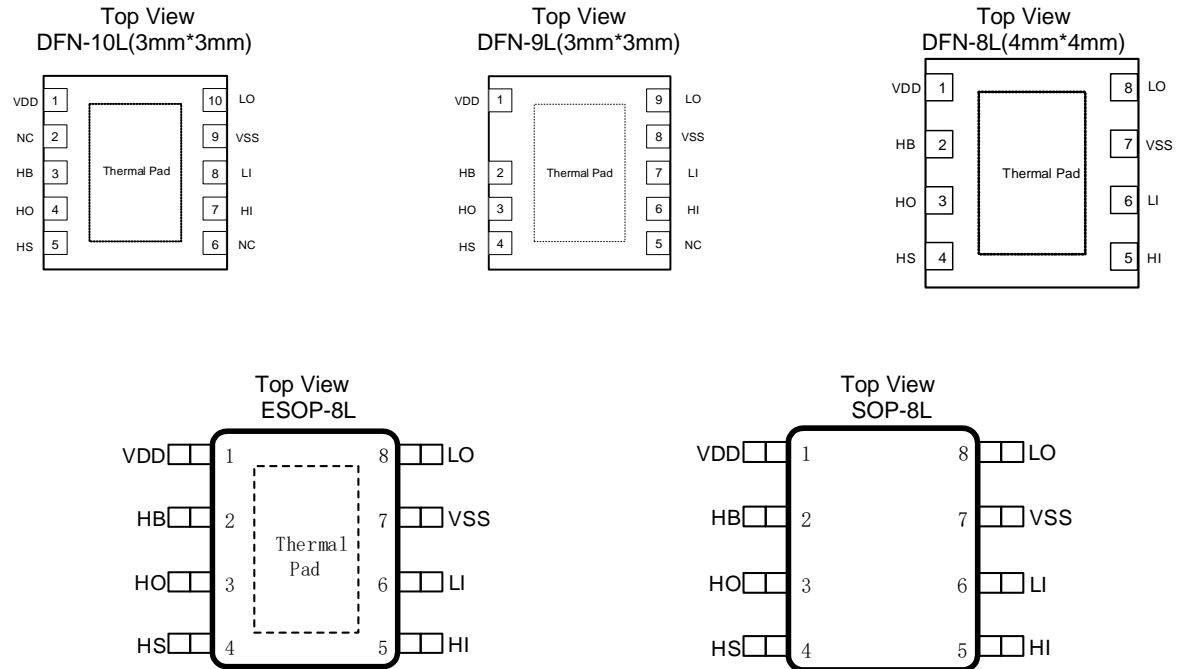 Top View
DFN-10L(3mm*3mm)
VDD 1 10 LO
NC 2 9 VSS
HB 3 Thermal Pad 8 LI
HO 4 7 HI
HS 5 6 NC
Top View
DFN-9L(3mm*3mm)
VDD 1 9 LO
8 VSS
HB 2 Thermal Pad 7 LI
HO 3 6 HI
HS 4 5 NC
Top View
DFN-8L(4mm*4mm)
VDD 1 8 LO
HB 2 7 VSS
Thermal Pad
HO 3 6 LI
HS 4 5 HI
Top View
ESOP-8L
VDD 1 8 LO
HB 2 7 VSS
Thermal
Pad
HO 3 6 LI
HS 4 5 HI
Top View
SOP-8L
VDD 1 8 LO
HB 2 7 VSS
HO 3 6 LI
HS 4 5 HI